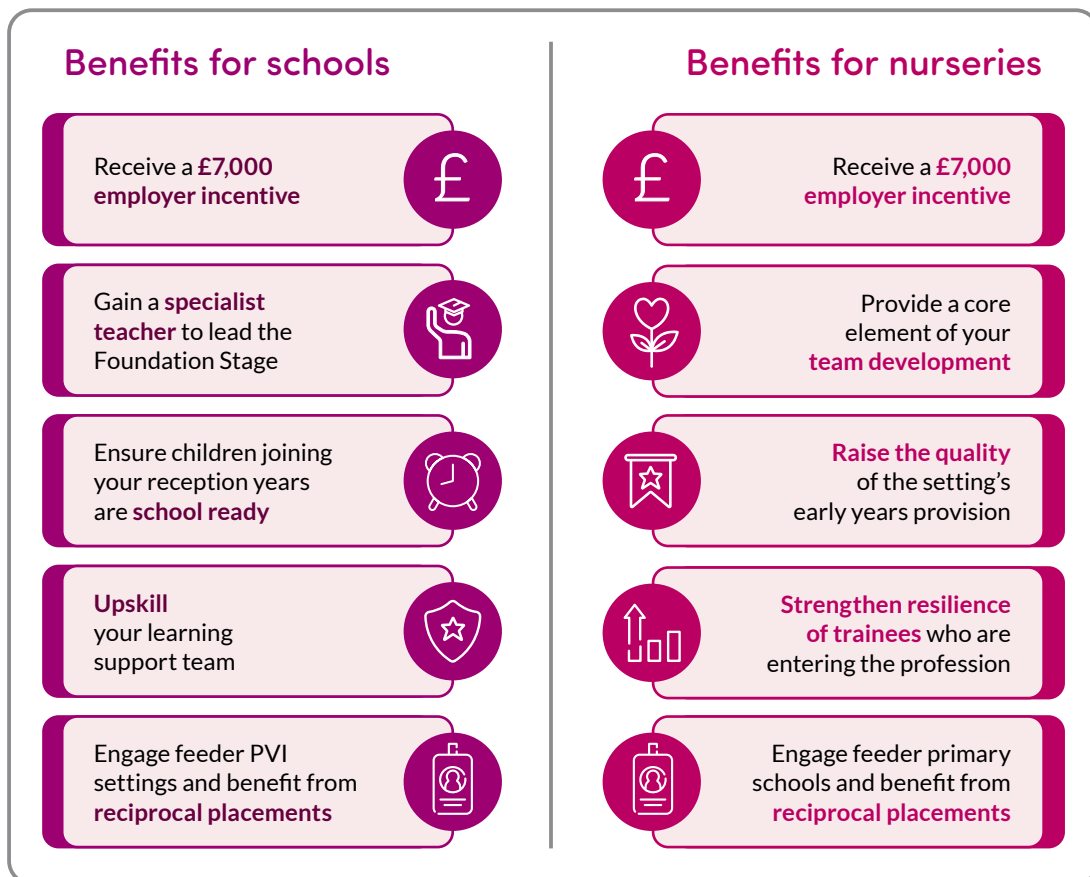 Benefits for schools
Receive a £7,000
employer incentive
£
Gain a specialist
teacher to lead the
Foundation Stage
Ensure children joining
your reception years
are school ready
Upskill
your learning
support team
Engage feeder PVI
settings and benefit from
reciprocal placements
Benefits for nurseries
£
Receive a £7,000
employer incentive
Provide a core
element of your
team development
Raise the quality
of the setting's
early years provision
Strengthen resilience
of trainees who are
entering the profession
Engage feeder primary
schools and benefit from
reciprocal placements